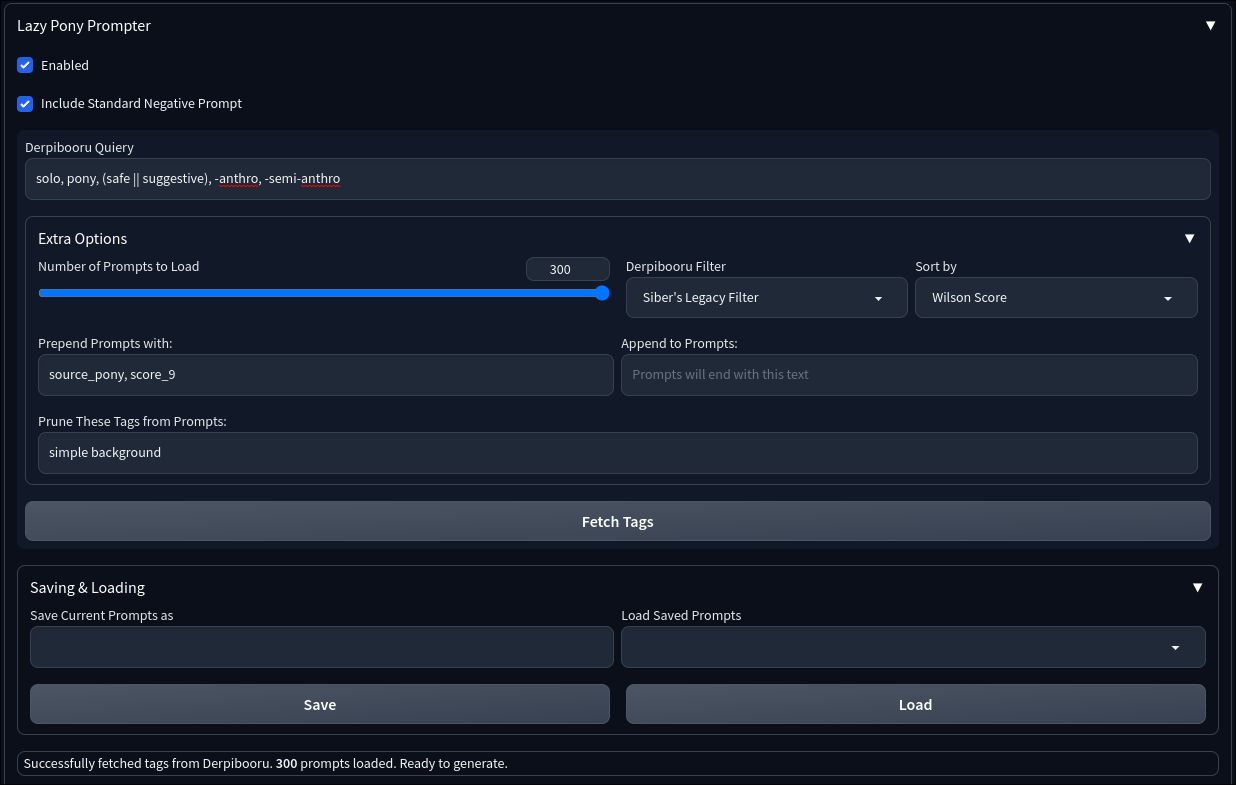 Lazy Pony Prompter ▼
Enabled
Include Standard Negative Prompt
Derpibooru Quiery
solo, pony, (safe || suggestive), -anthro, -semi-anthro
Extra Options ▼
Number of Prompts to Load 300 Derpibooru Filter Sort by
Siber's Legacy Filter Wilson Score
Prepend Prompts with: Append to Prompts:
source_pony, score_9 Prompts will end with this text
Prune These Tags from Prompts:
simple background
Fetch Tags
Saving & Loading ▼
Save Current Prompts as Load Saved Prompts
Save Load
Successfully fetched tags from Derpibooru. 300 prompts loaded. Ready to generate.